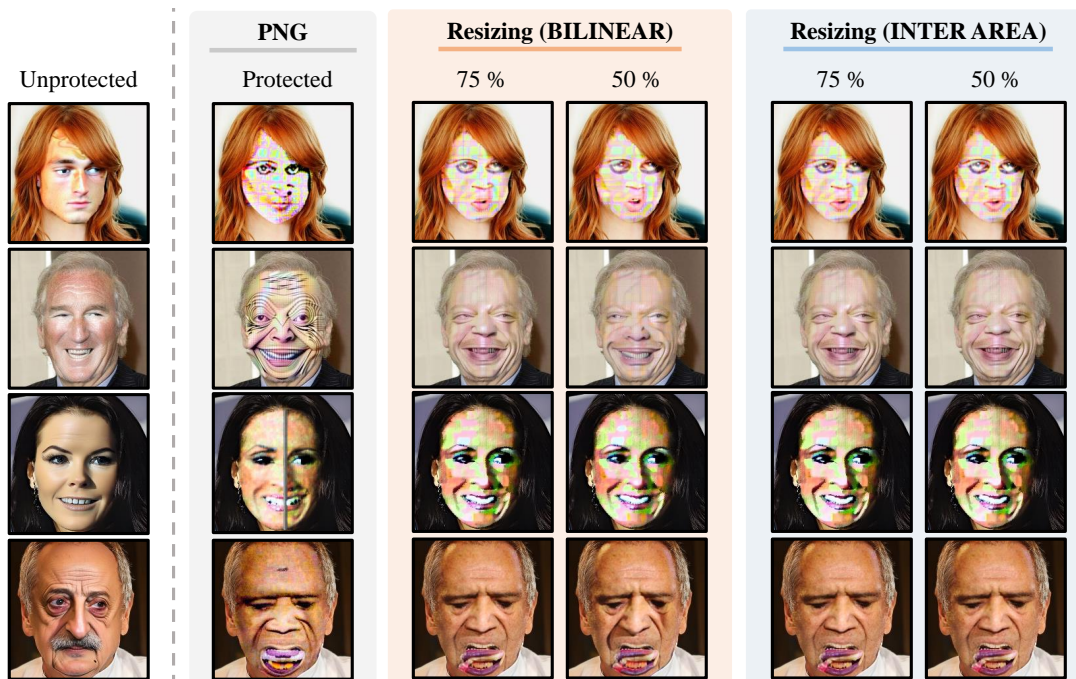 PNG
Resizing (BILINEAR)
Resizing (INTER AREA)
Unprotected
Protected
75 %
50 %
75 %
50 %